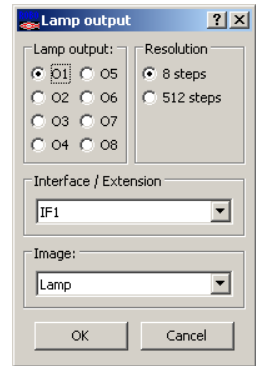 Lamp output
Lamp output:
O1 O5
O2 O6
O3 O7
O4 O8
Resolution
8 steps
512 steps
Interface / Extension
IF1
Image:
Lamp
OK Cancel